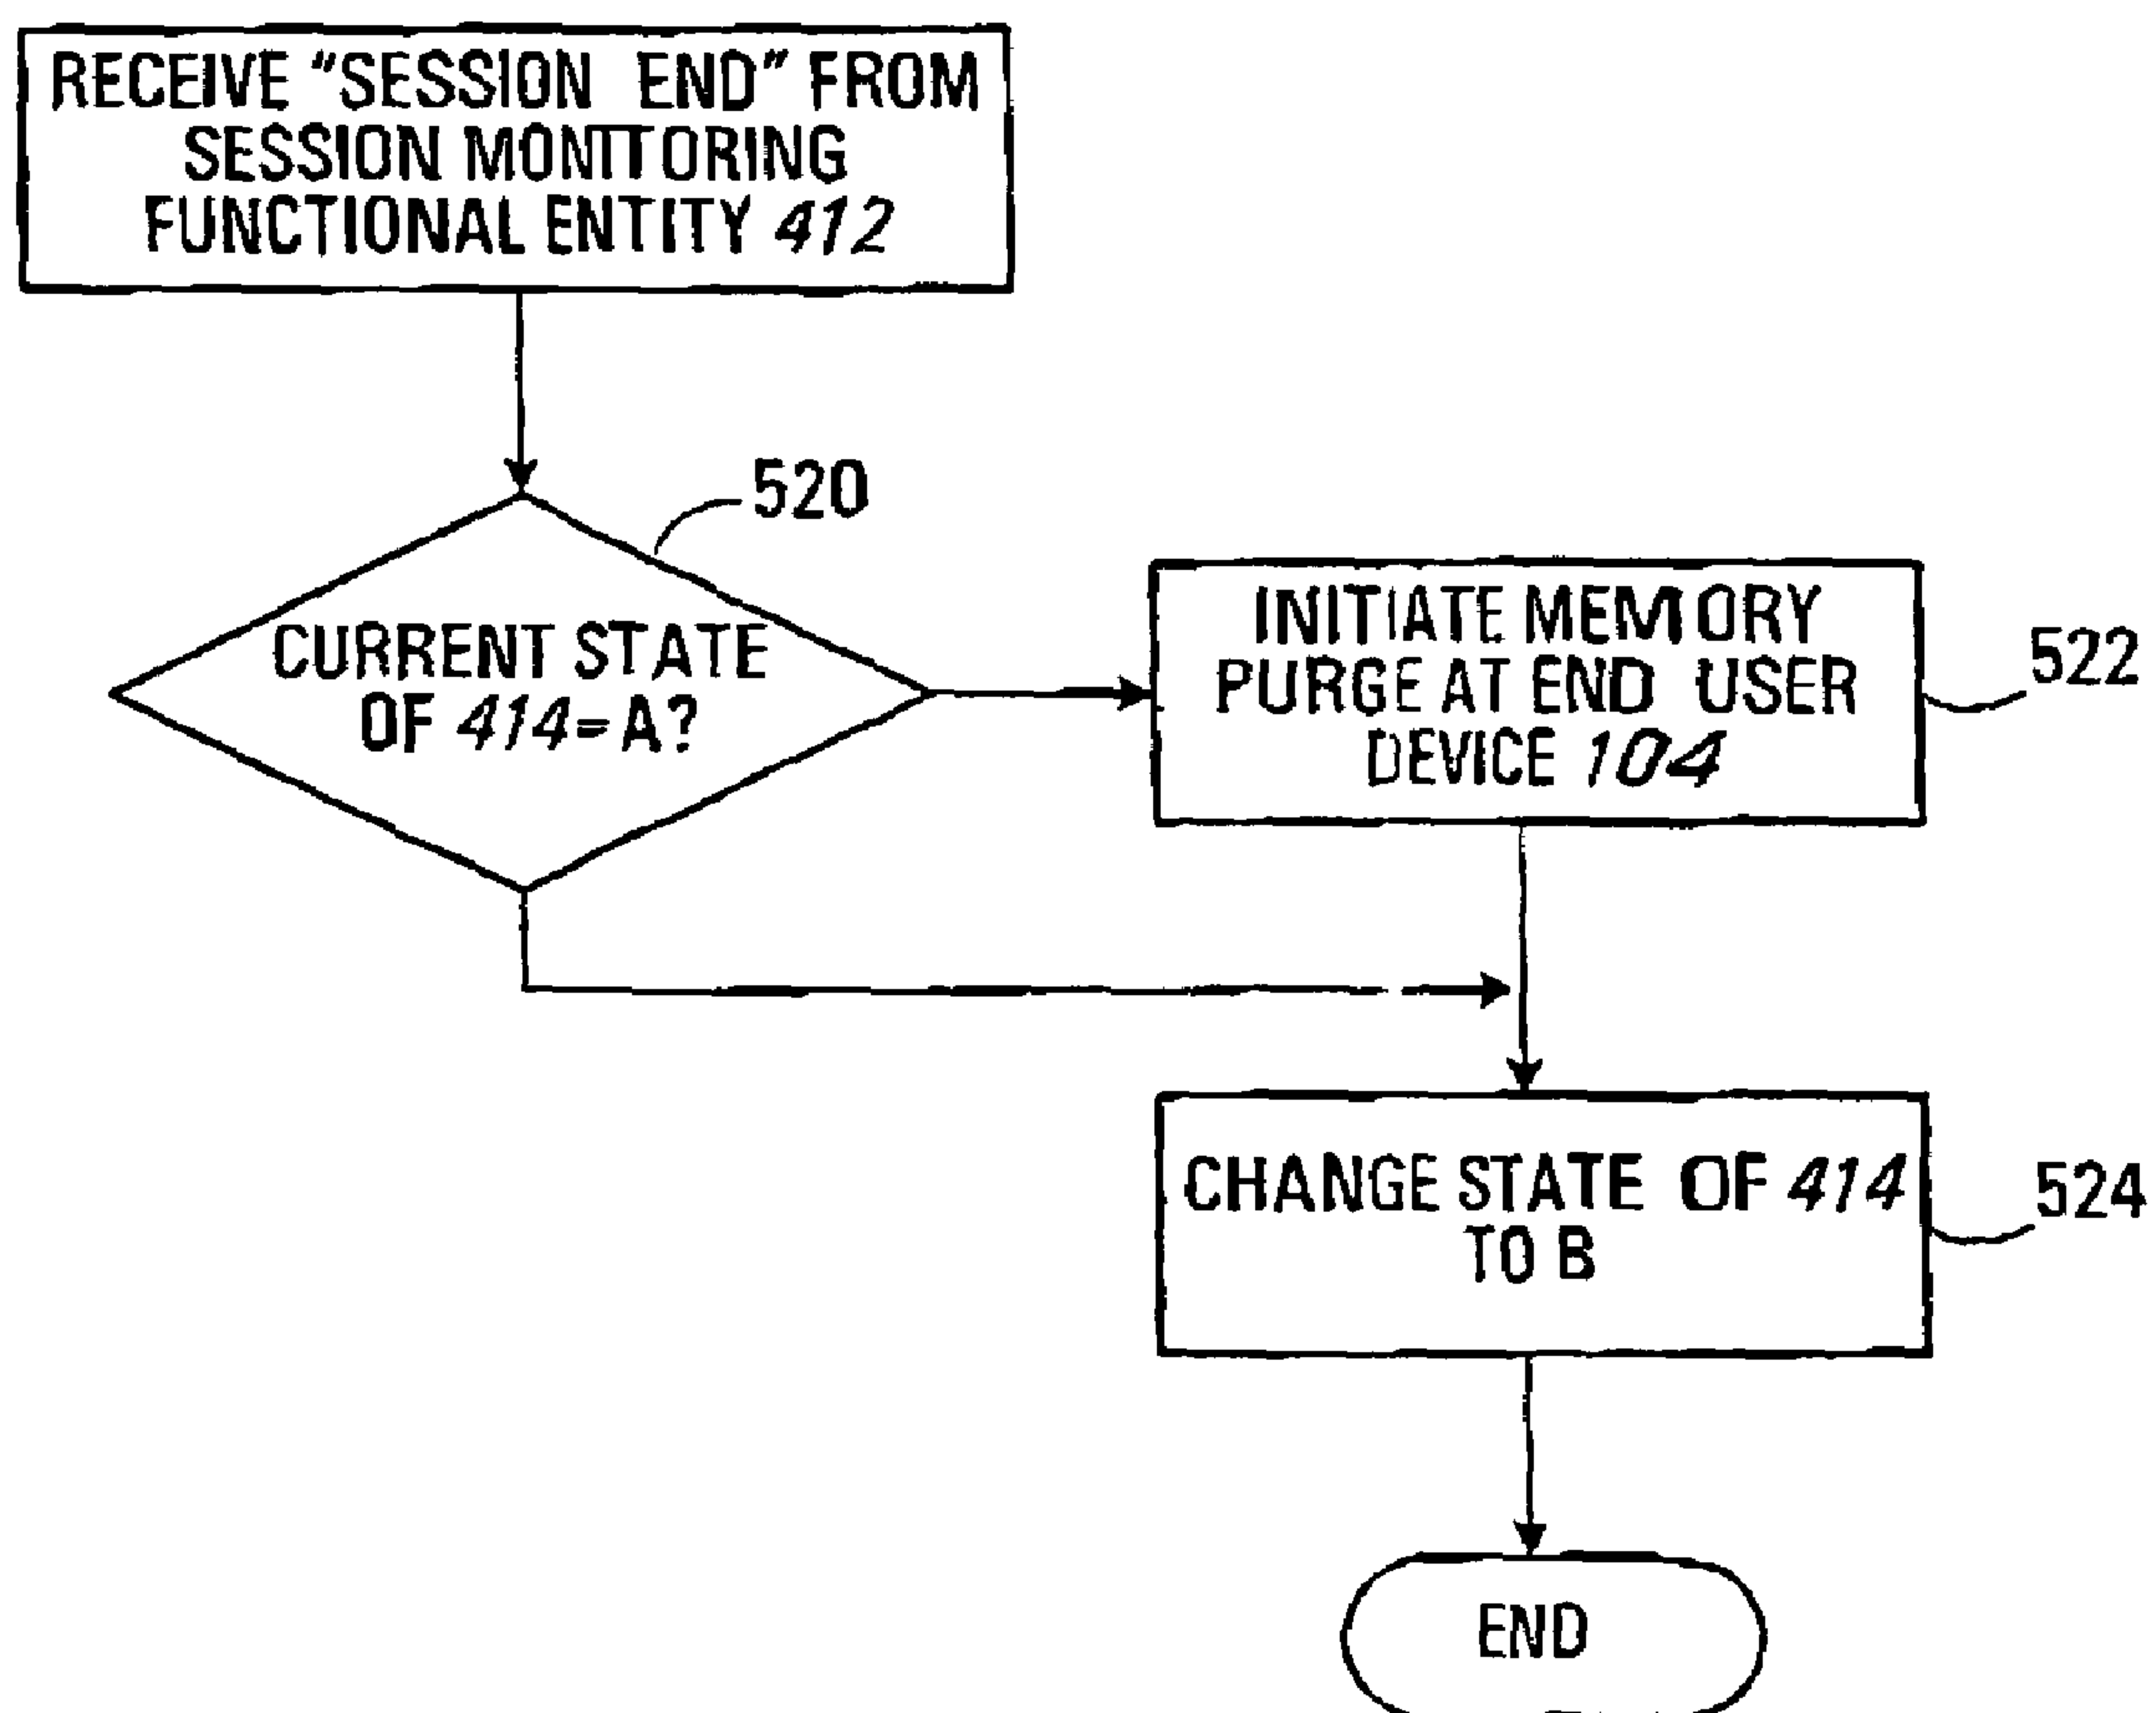 RECEIVE "SESSION END" FROM
SESSION MONITORING
FUNCTIONAL ENTITY 412
520
CURRENT STATE
OF 414=A?
INITIATE MEMORY
PURGE AT END USER
DEVICE 104
522
CHANGE STATE OF 414
TO B
524
END